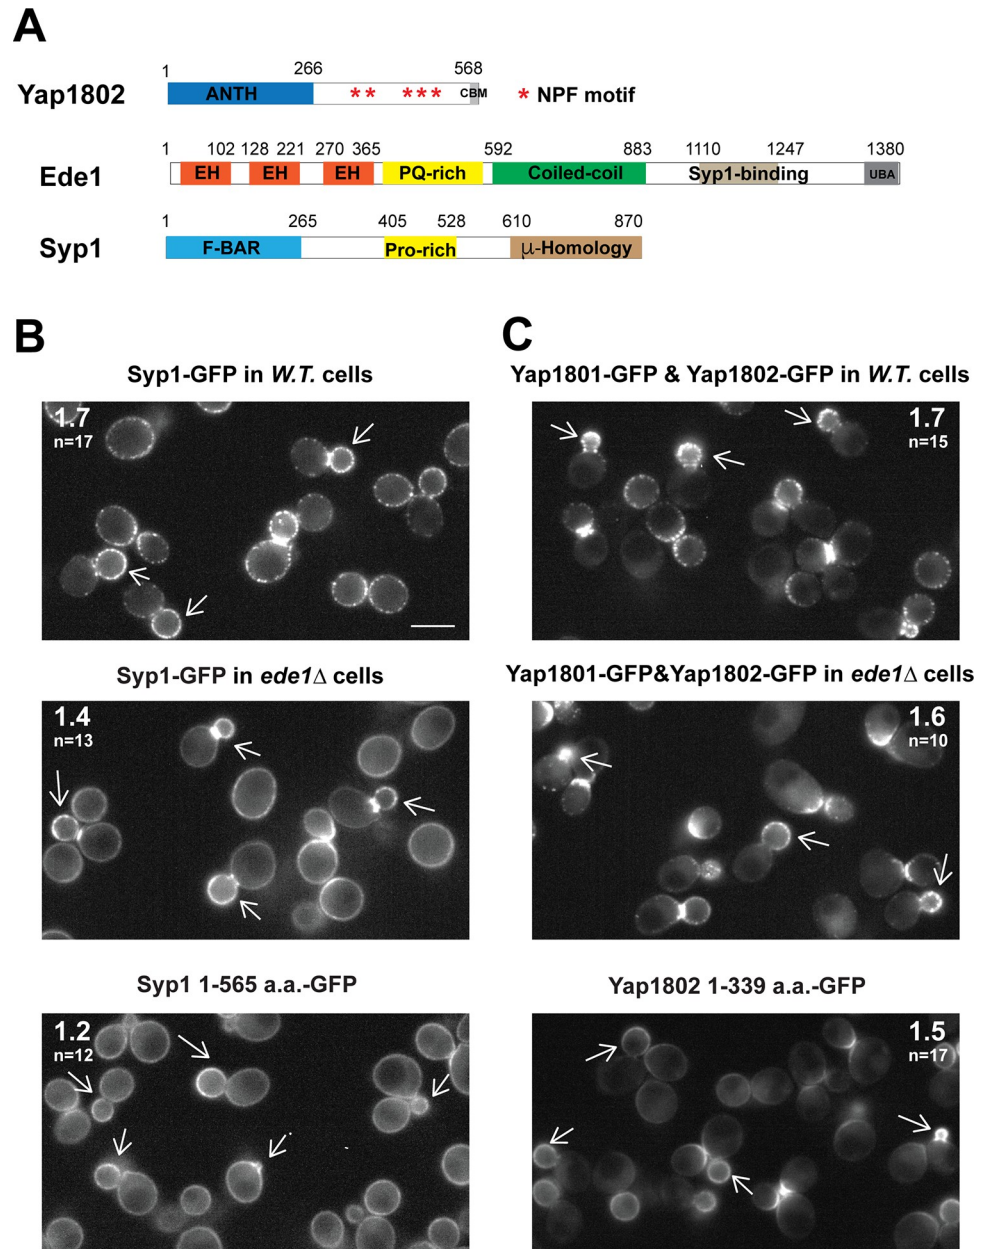 A
1 266 568
Yap1802 ANTH ** *** CBM * NPF motif
1 102 128 221 270 365 592 883 1110 1247 1380
Ede1 EH EH EH PQ-rich Coiled-coil Syp1-binding UBA
1 265 405 528 610 870
Syp1 F-BAR Pro-rich μ-Homology
B
Syp1-GFP in W.T. cells
1.7
n=17
Syp1-GFP in ede1Δ cells
1.4
n=13
Syp1 1-565 a.a.-GFP
1.2
n=12
C
Yap1801-GFP & Yap1802-GFP in W.T. cells
1.7
n=15
Yap1801-GFP&Yap1802-GFP in ede1Δ cells
1.6
n=10
Yap1802 1-339 a.a.-GFP
1.5
n=17